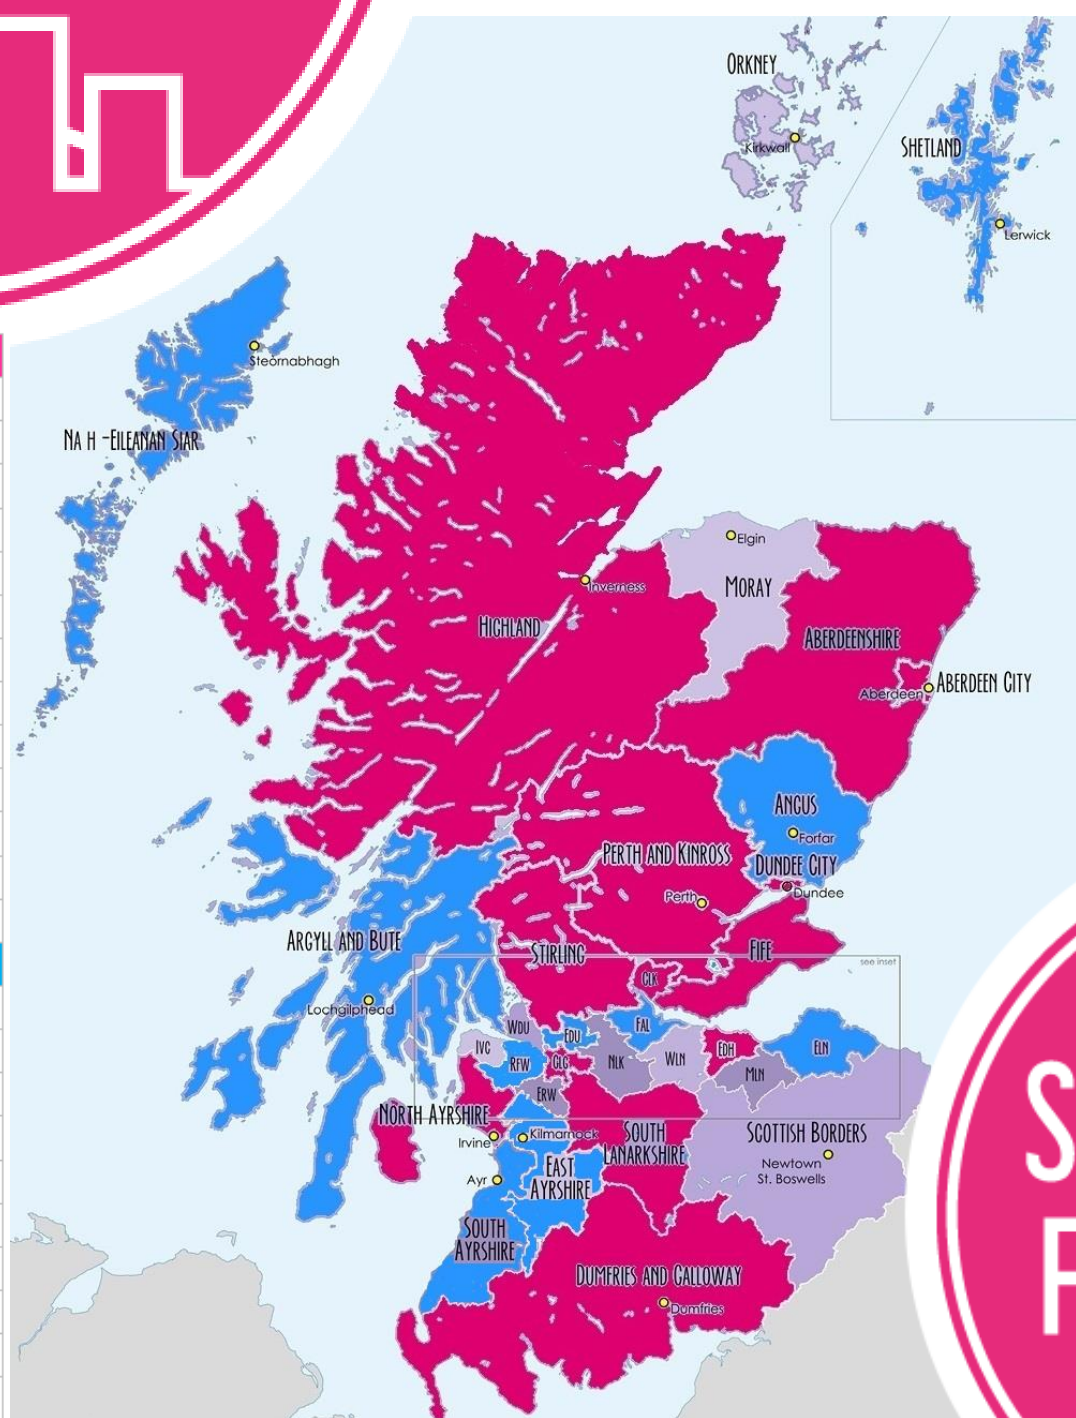 ORKNEY
Kirkwall
SHETLAND
Lerwick
Steornabhagh
NA H -EILEANAN SIAR
Elgin
Inverness
MORAY
HIGHLAND
ABERDEENSHIRE
ABERDEEN CITY
Aberdeen
ANGUS
Forfar
PERTH AND KINROSS
DUNDEE CITY
Dundee
Perth
ARGYLL AND BUTE
STIRLING
FIFE
see inset
CLK
Lochgilphead
WDU
EDU
FAL
IVC
RFW
GLG
NLK
WLN
EDH
ELN
MLN
ERW
NORTH AYRSHIRE
Irvine
Kilmarnock
SOUTH
LANARKSHIRE
SCOTTISH BORDERS
Newtown
St. Boswells
Ayr
EAST
AYRSHIRE
SOUTH
AYRSHIRE
DUMFRIES AND GALLOWAY
Dumfries
S